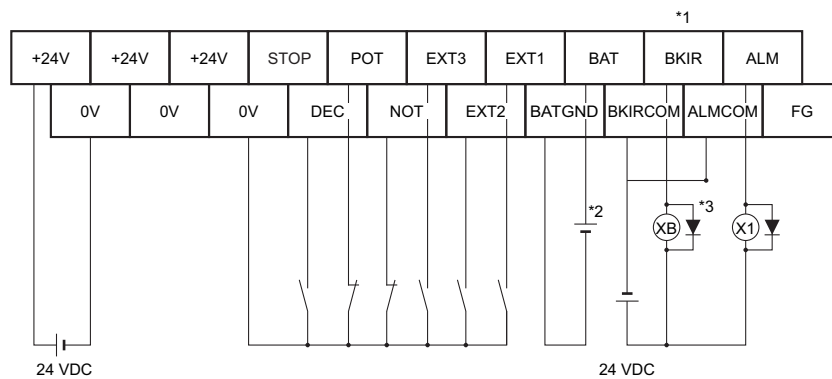 *1
+24V +24V +24V STOP POT EXT3 EXT1 BAT BKIR ALM
0V 0V 0V DEC NOT EXT2 BATGND BKIRCOM ALMCOM FG
*2 *3
XB X1
24 VDC 24 VDC